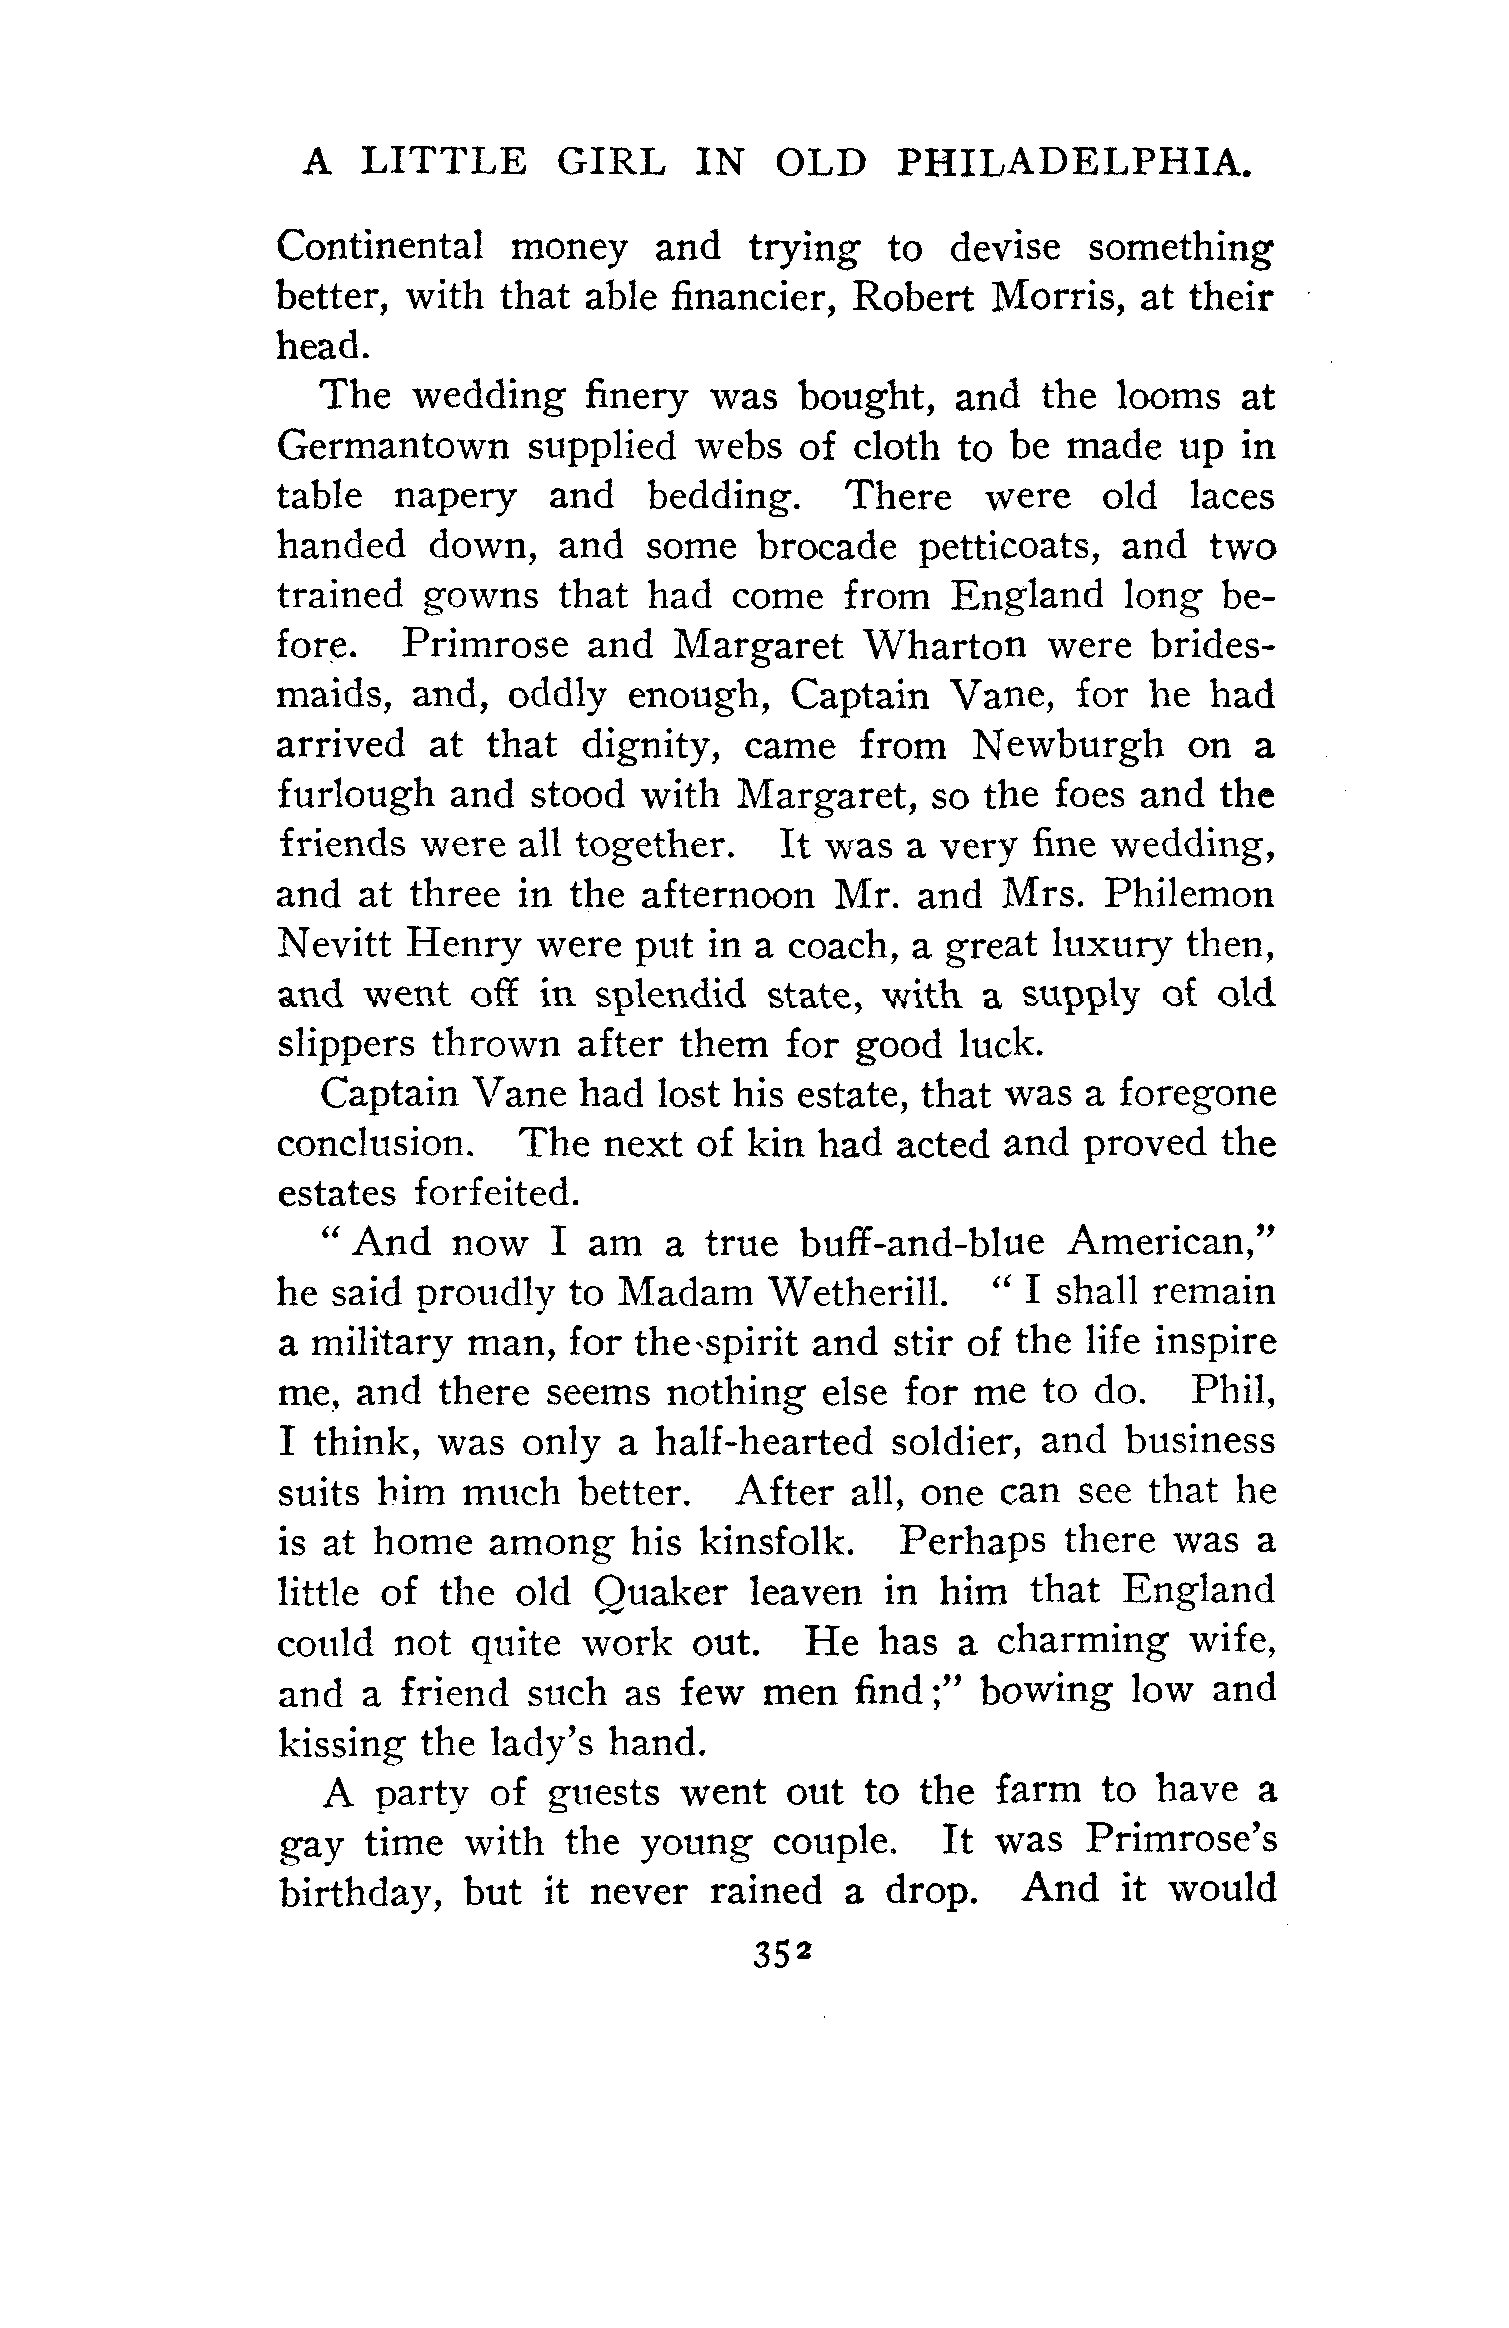 A LITTLE GIRL IN OLD PHILADELPHIA.
Continental money and trying to devise something
better, with that able financier, Robert Morris, at their
head.
The wedding finery was bought, and the looms at
Germantown supplied webs of cloth to be made up in
table napery and bedding. There were old laces
handed down, and some brocade petticoats, and two
trained gowns that had come from England long be-
fore. Primrose and Margaret Wharton were brides-
maids, and, oddly enough, Captain Vane, for he had
arrived at that dignity, came from Newburgh on a
furlough and stood with Margaret, so the foes and the
friends were all together. It was a very fine wedding,
and at three in the afternoon Mr. and Mrs. Philemon
Nevitt Henry were put in a coach, a great luxury then,
and went off in splendid state, with a supply of old
slippers thrown after them for good luck.
Captain Vane had lost his estate, that was a foregone
conclusion. The next of kin had acted and proved the
estates forfeited.
" And now I am a true buff-and-blue American,"
he said proudly to Madam Wetherill. " I shall remain
a military man, for the spirit and stir of the life inspire
me, and there seems nothing else for me to do. Phil,
I think, was only a half-hearted soldier, and business
suits him much better. After all, one can see that he
is at home among his kinsfolk. Perhaps there was a
little of the old Quaker leaven in him that England
could not quite work out. He has a charming wife,
and a friend such as few men find ;" bowing low and
kissing the lady's hand.
A party of guests went out to the farm to have a
gay time with the young couple. It was Primrose's
birthday, but it never rained a drop. And it would
352